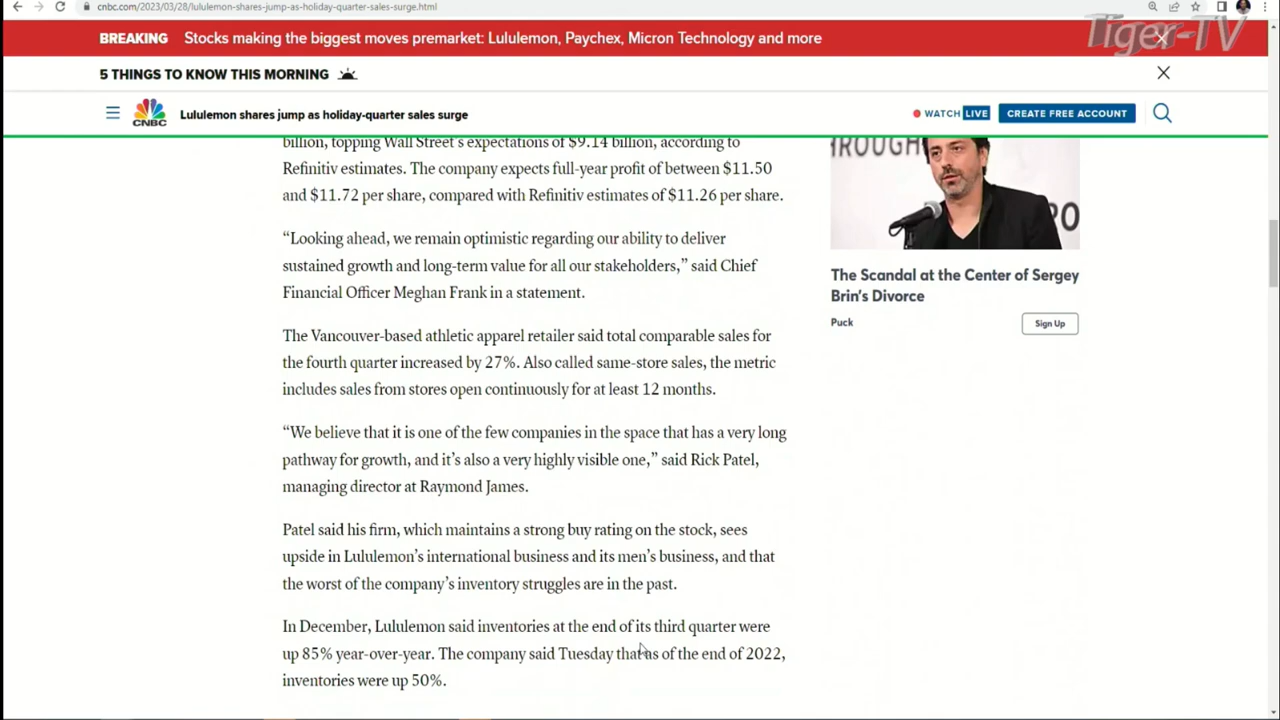 cnbc.com/2023/03/28/lululemon-shares-jump-as-holiday-quarter-sales-surge.html
BREAKING Stocks making the biggest moves premarket: Lululemon, Paychex, Micron Technology and more
Tiger-TV
5 THINGS TO KNOW THIS MORNING
CNBC
Lululemon shares jump as holiday-quarter sales surge
WATCH LIVE
CREATE FREE ACCOUNT
billion, topping Wall Street's expectations of $9.14 billion, according to
Refinitiv estimates. The company expects full-year profit of between $11.50
and $11.72 per share, compared with Refinitiv estimates of $11.26 per share.
“Looking ahead, we remain optimistic regarding our ability to deliver
sustained growth and long-term value for all our stakeholders,” said Chief
Financial Officer Meghan Frank in a statement.
The Vancouver-based athletic apparel retailer said total comparable sales for
the fourth quarter increased by 27%. Also called same-store sales, the metric
includes sales from stores open continuously for at least 12 months.
“We believe that it is one of the few companies in the space that has a very long
pathway for growth, and it’s also a very highly visible one,” said Rick Patel,
managing director at Raymond James.
Patel said his firm, which maintains a strong buy rating on the stock, sees
upside in Lululemon’s international business and its men’s business, and that
the worst of the company’s inventory struggles are in the past.
In December, Lululemon said inventories at the end of its third quarter were
up 85% year-over-year. The company said Tuesday that as of the end of 2022,
inventories were up 50%.
The Scandal at the Center of Sergey
Brin’s Divorce
Puck
Sign Up